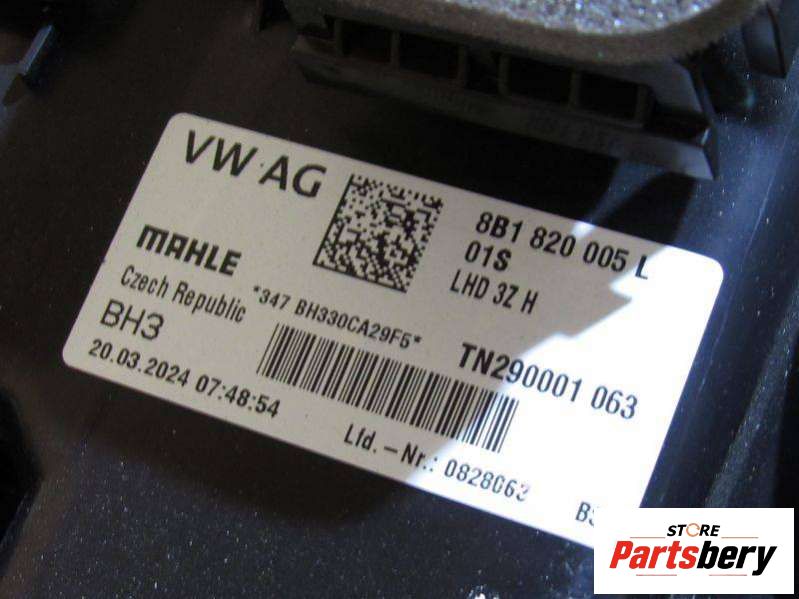 VW AG
8B1 820 005 L
01S
LHD 3Z H
MAHLE
Czech Republic
*347 BH330CA29F5*
BH3
TN290001 063
20.03.2024 07:48:54
Lfd.-Nr.: 0828063
STORE
Partsbery